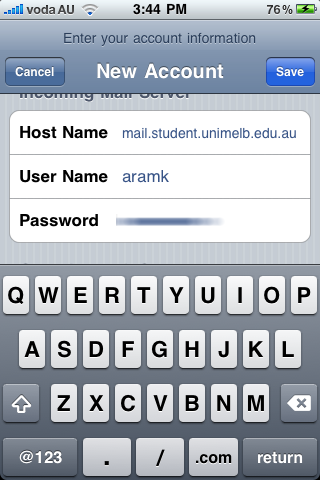 voda AU 3:44 PM 76%
Enter your account information
Cancel New Account Save
Incoming Mail Server
Host Name mail.student.unimelb.edu.au
User Name aramk
Password
Q W E R T Y U I O P
A S D F G H J K L
Z X C V B N M
@123 . / .com return